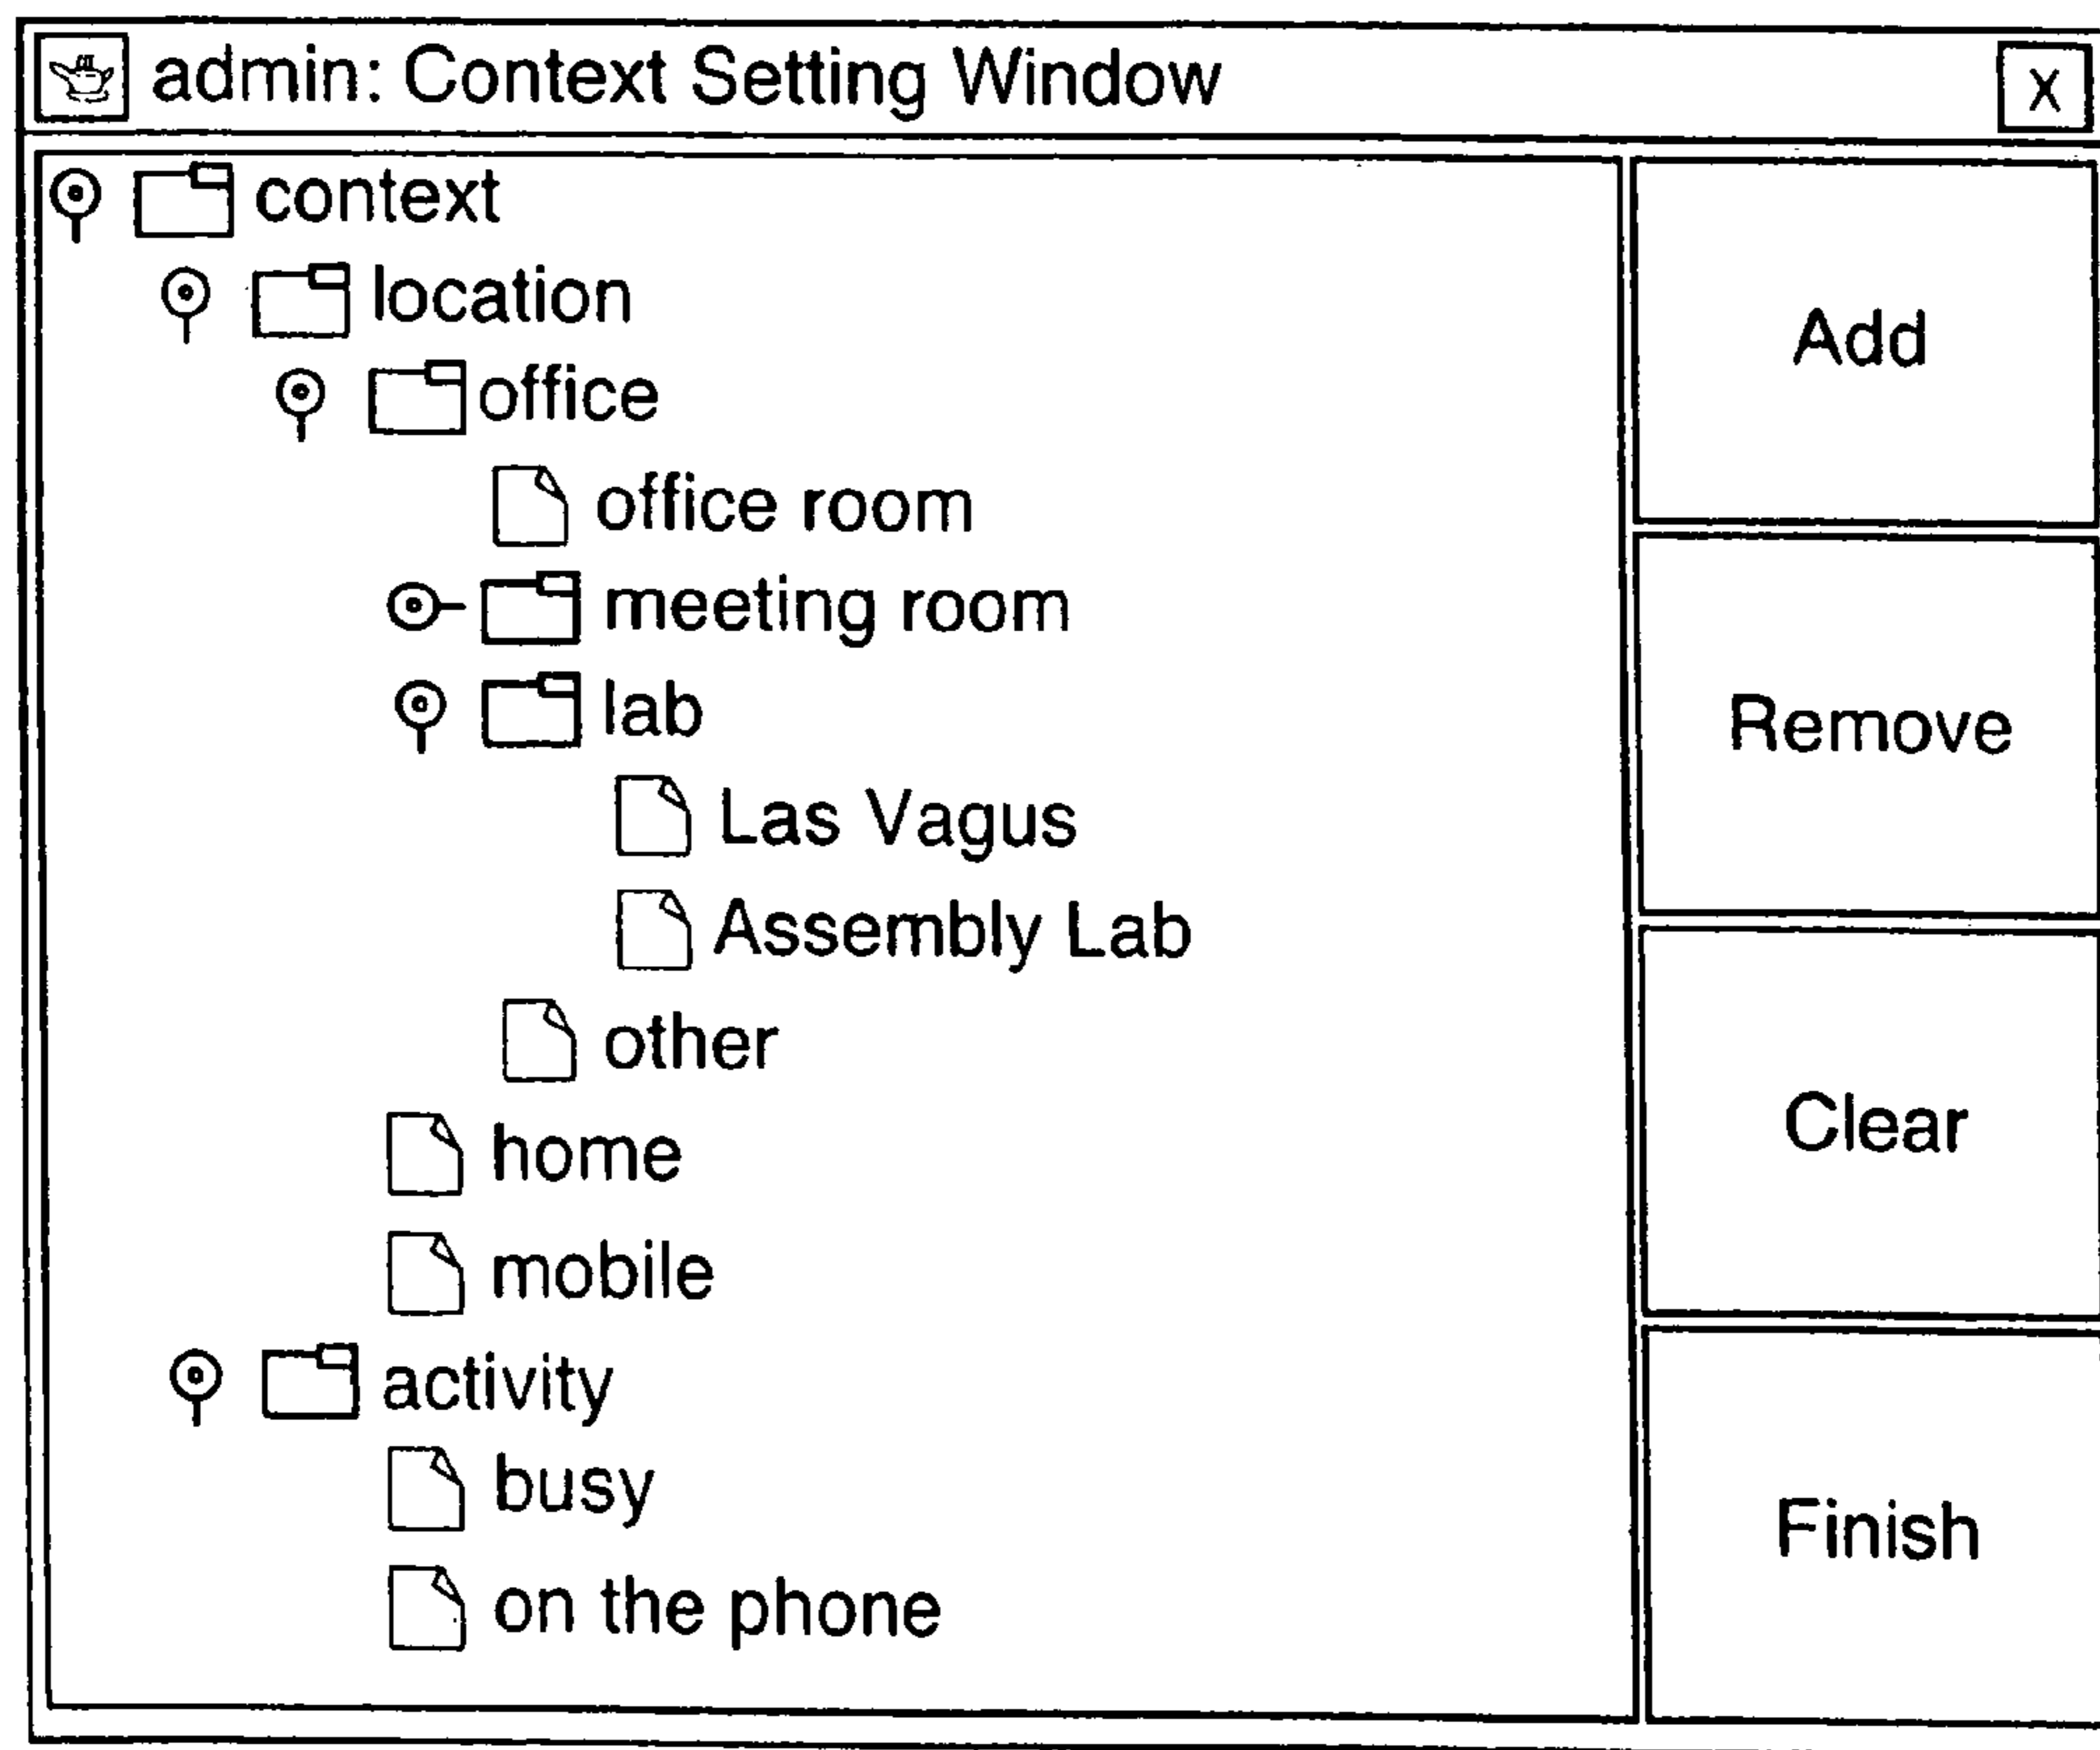 admin: Context Setting Window
X
context
location
office
office room
meeting room
lab
Las Vagus
Assembly Lab
other
home
mobile
activity
busy
on the phone
Add
Remove
Clear
Finish